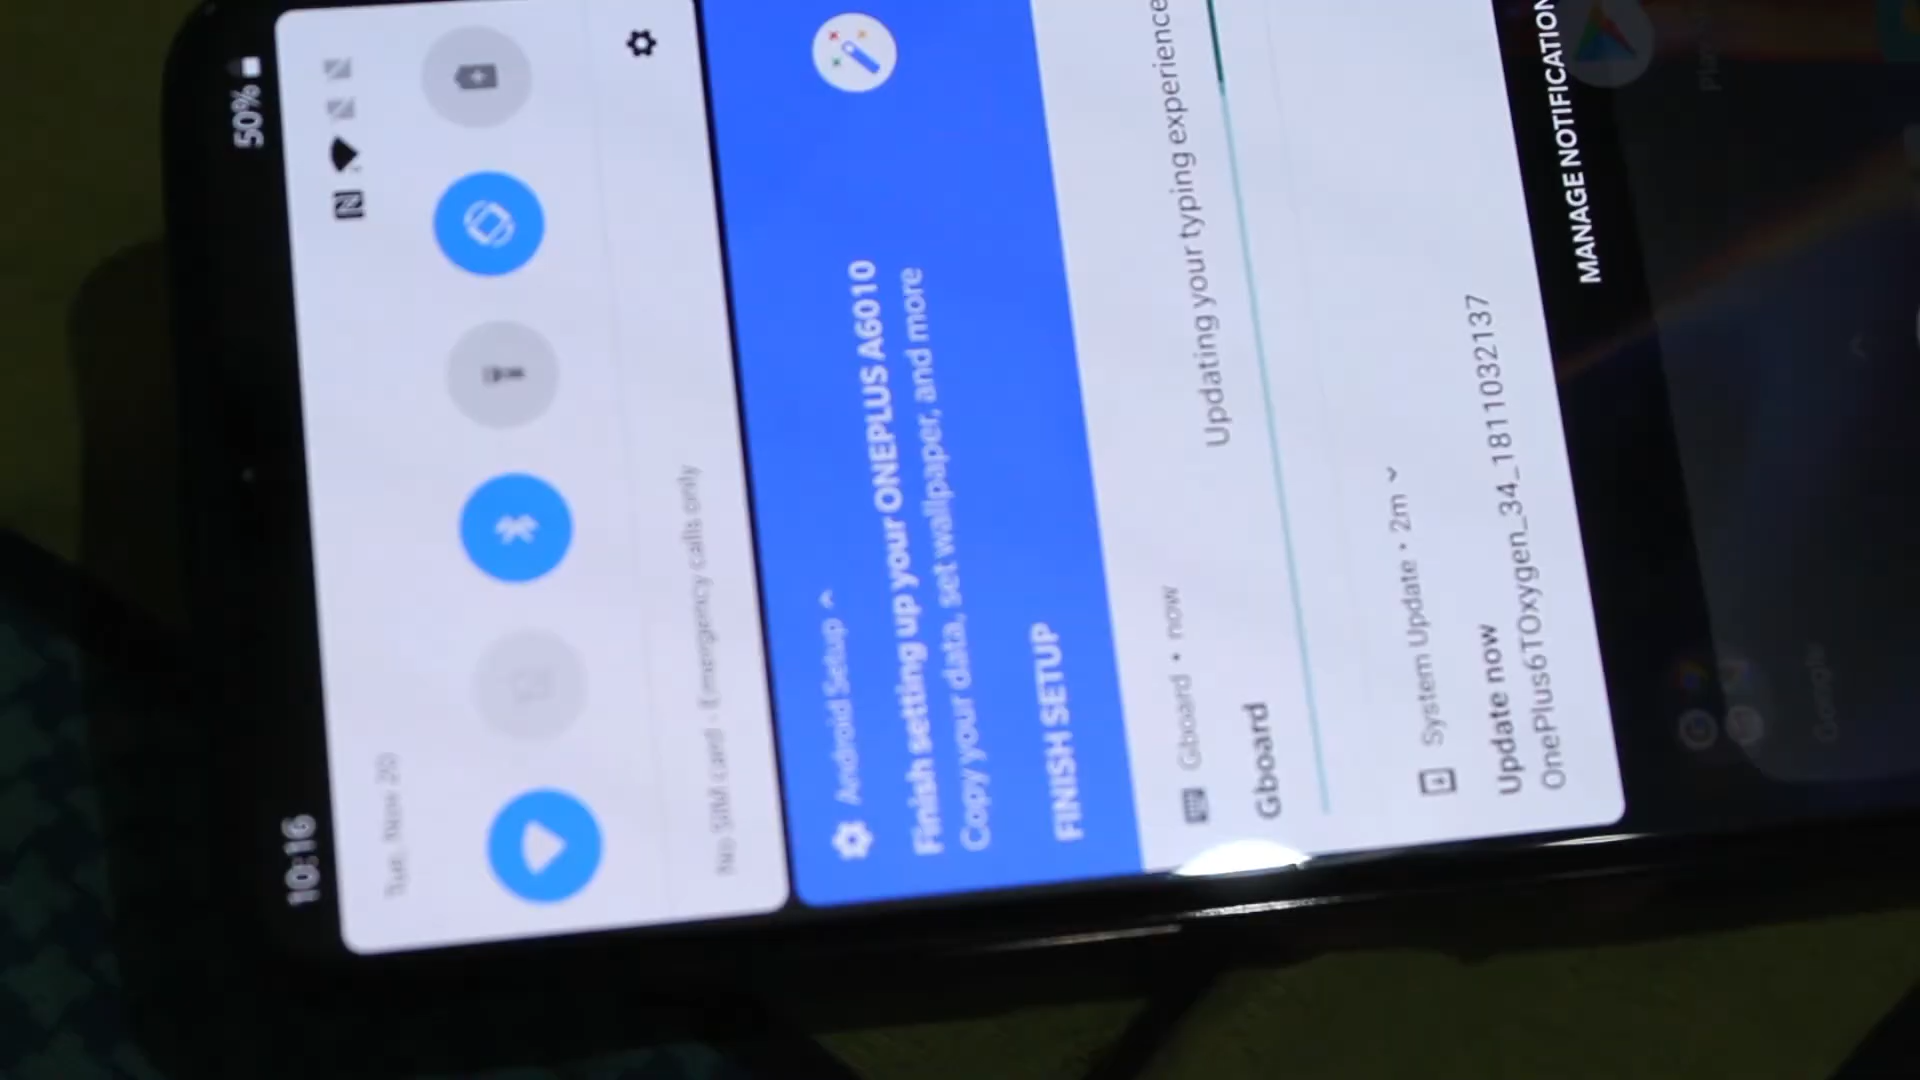 10:16
50%
Tue, Nov 20
No SIM card - Emergency calls only
Android Setup
Finish setting up your ONEPLUS A6010
Copy your data, set wallpaper, and more
FINISH SETUP
Gboard • now
Updating your typing experience
Gboard
System Update • 2m
Update now
OnePlus6TOxygen_34_1811032137
MANAGE NOTIFICATION
Google